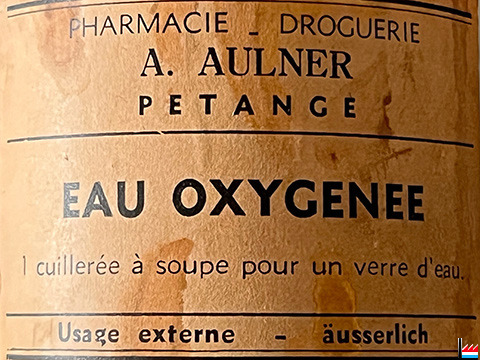 PHARMACIE - DROGUERIE
A. AULNER
PETANGE
EAU OXYGENEE
1 cuillerée à soupe pour un verre d'eau.
Usage externe - äusserlich